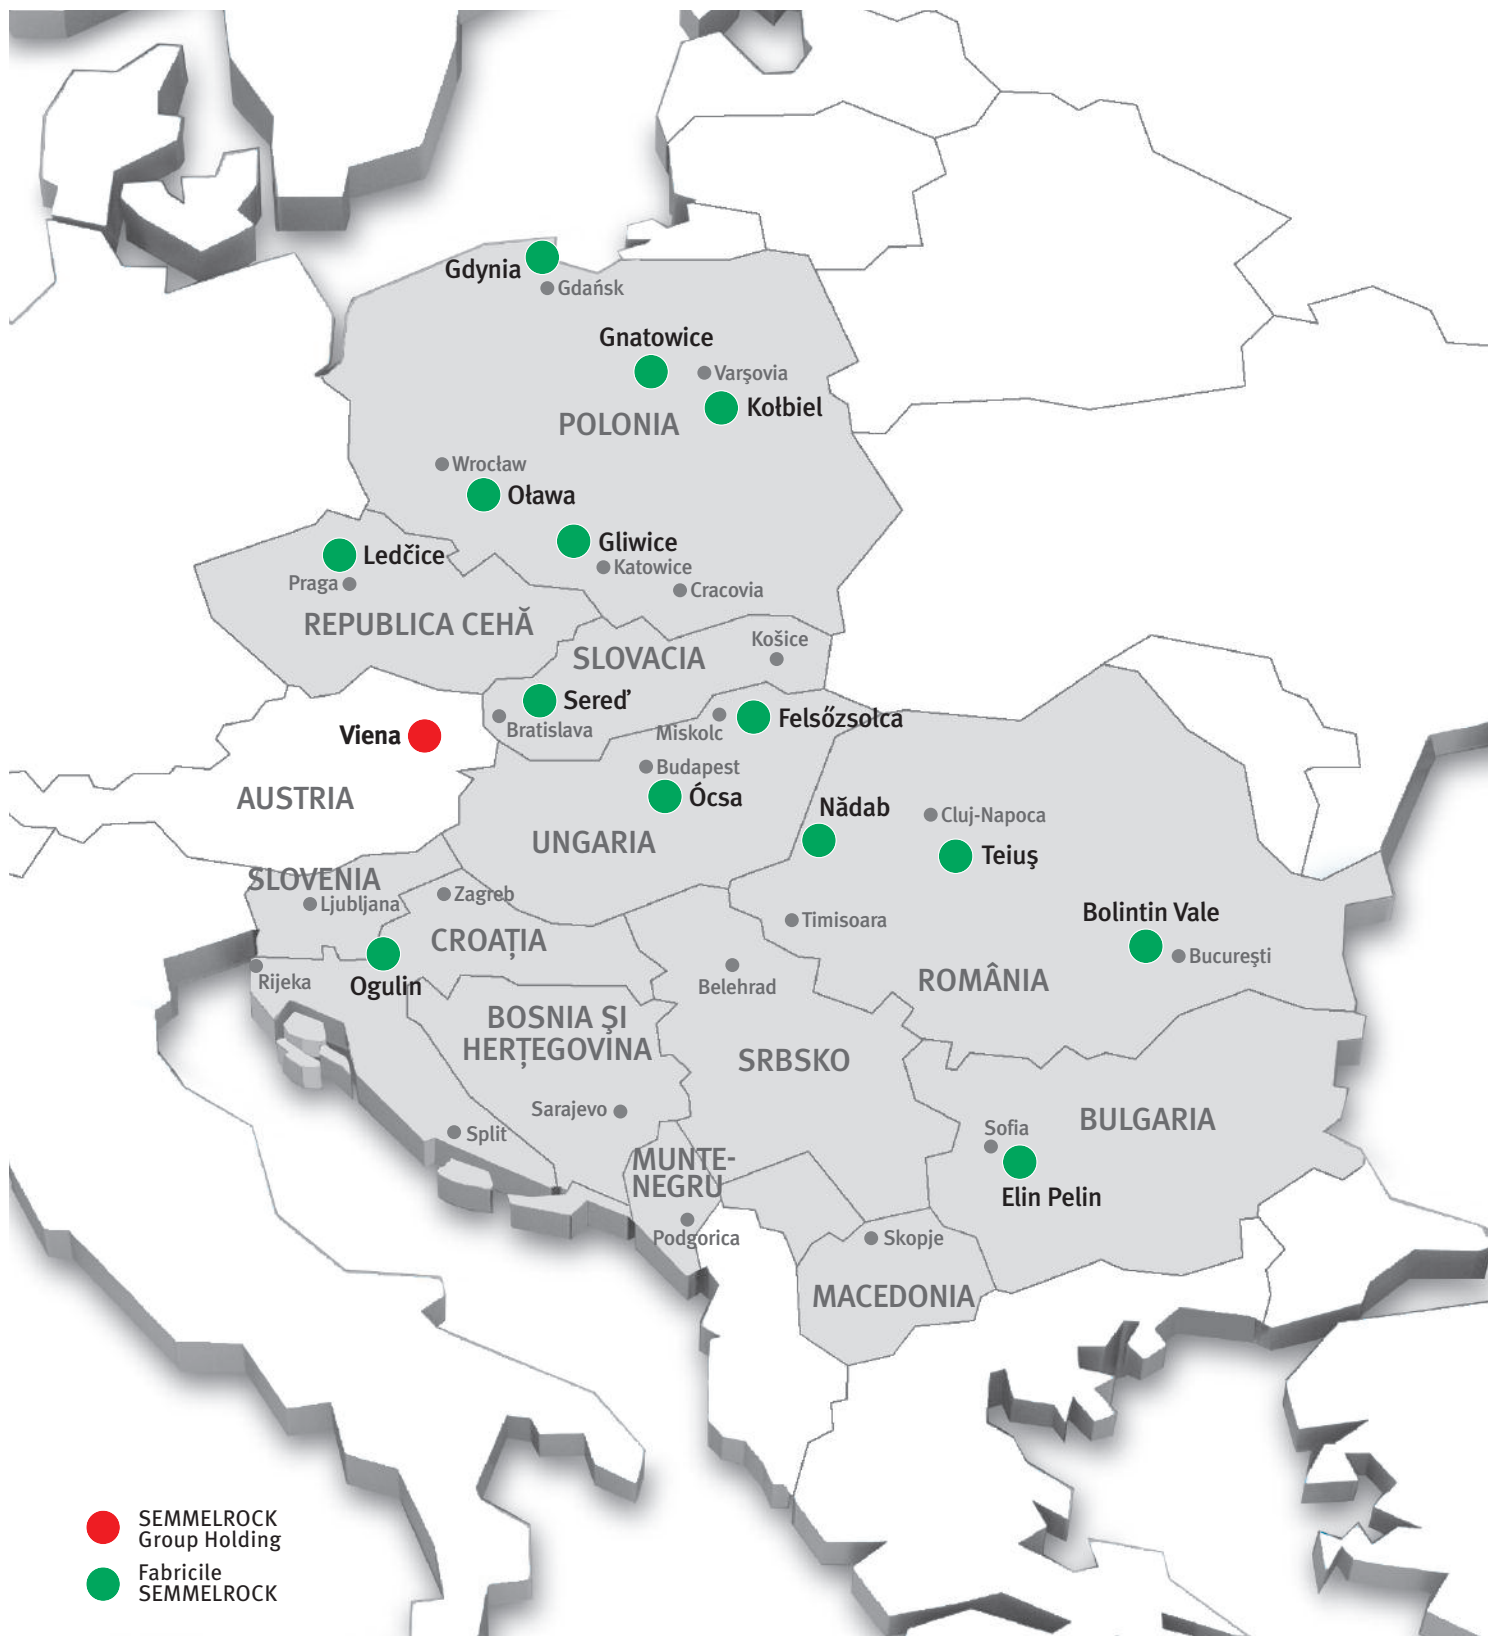 Gdynia
Gdańsk
Gnatowice
Varşovia
Kołbiel
POLONIA
Wrocław
Oława
Gliwice
Katowice
Cracovia
Ledčice
Praga
REPUBLICA CEHĂ
SLOVACIA
Košice
Sereď
Bratislava
Miskolc
Felsőzsolca
Viena
AUSTRIA
Budapest
Ócsa
UNGARIA
Nădab
Cluj-Napoca
Teiuş
SLOVENIA
Ljubljana
Zagreb
CROAŢIA
Timisoara
Bolintin Vale
Bucureşti
ROMÂNIA
Rijeka
Ogulin
Belehrad
BOSNIA ŞI
HERŢEGOVINA
SRBSKO
Sarajevo
Split
BULGARIA
Sofia
Elin Pelin
MUNTE-
NEGRU
Podgorica
Skopje
MACEDONIA
SEMMELROCK
Group Holding
Fabricile
SEMMELROCK